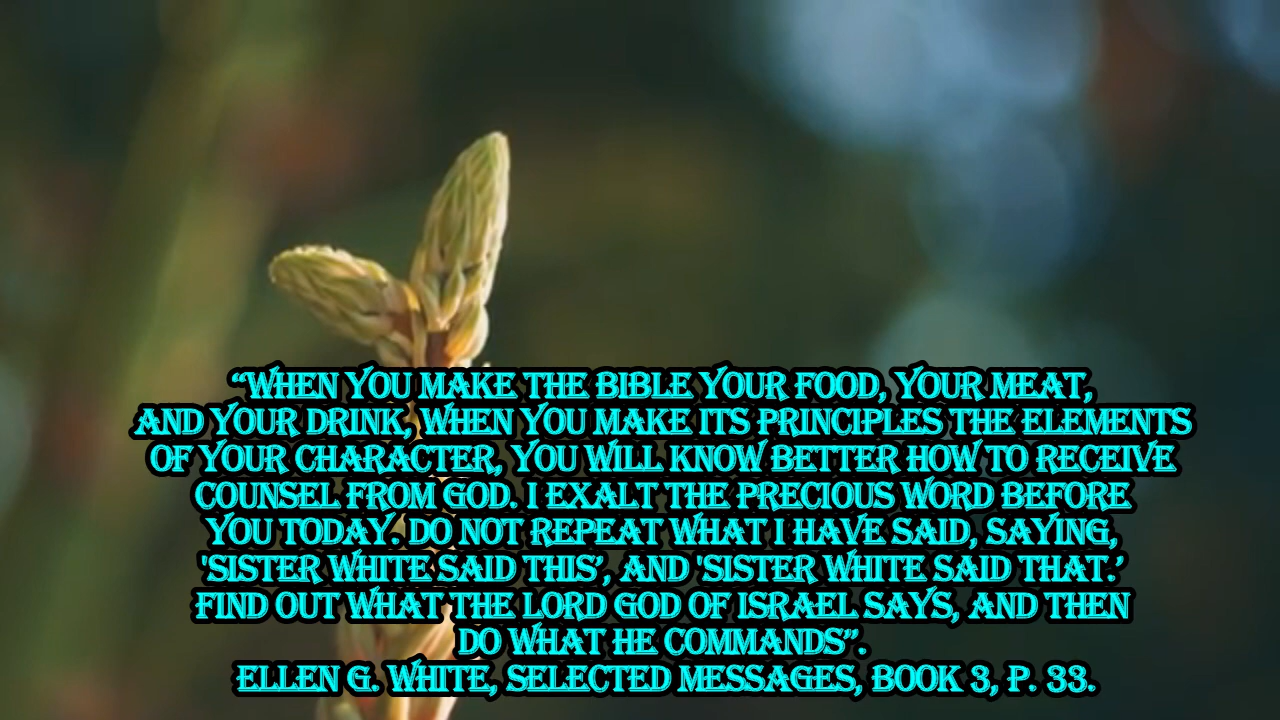 “WHEN YOU MAKE THE BIBLE YOUR FOOD, YOUR MEAT,
AND YOUR DRINK, WHEN YOU MAKE ITS PRINCIPLES THE ELEMENTS
OF YOUR CHARACTER, YOU WILL KNOW BETTER HOW TO RECEIVE
COUNSEL FROM GOD. I EXALT THE PRECIOUS WORD BEFORE
YOU TODAY. DO NOT REPEAT WHAT I HAVE SAID, SAYING,
'SISTER WHITE SAID THIS’, AND 'SISTER WHITE SAID THAT.’
FIND OUT WHAT THE LORD GOD OF ISRAEL SAYS, AND THEN
DO WHAT HE COMMANDS”.
ELLEN G. WHITE, SELECTED MESSAGES, BOOK 3, P. 33.